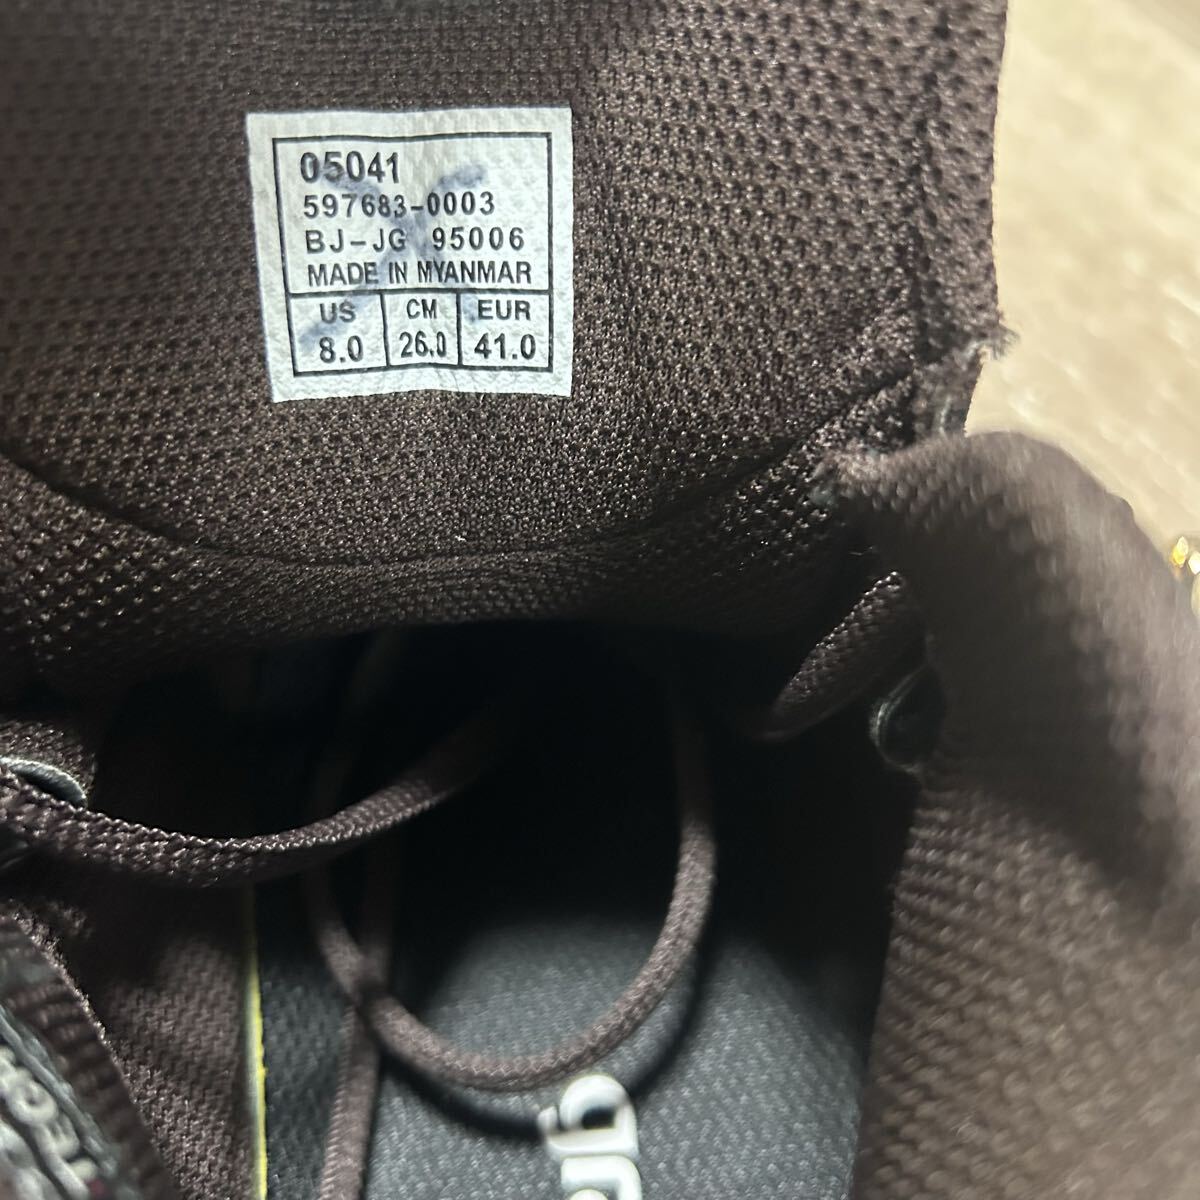 05041
597683-0003
BJ-JG 95006
MADE IN MYANMAR
US CM EUR
8.0 26.0 41.0